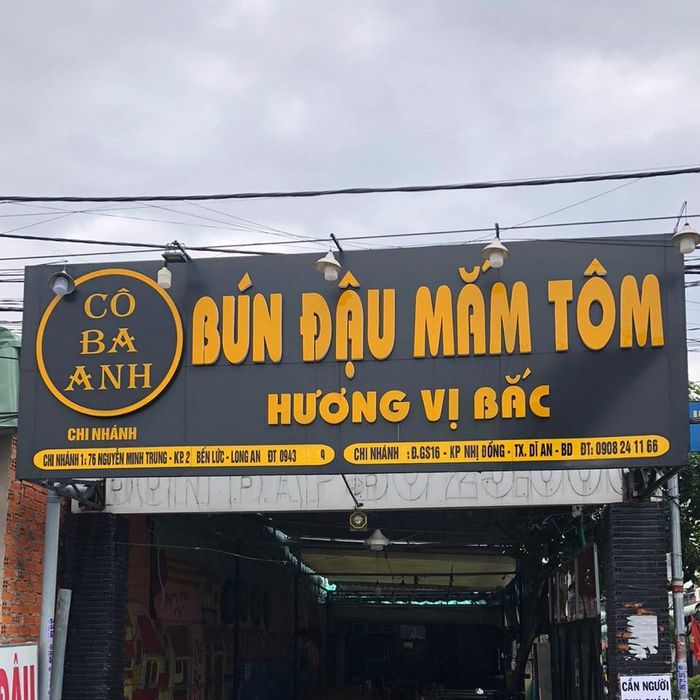 CÔ
BA
ANH
CHI NHÁNH
BÚN ĐẬU MẮM TÔM
HƯƠNG VỊ BẮC
CHI NHÁNH 1: 76 NGUYỄN MINH TRUNG - KP. 2 BẾN LỨC - LONG AN ĐT 0943
CHI NHÁNH : Đ.GS16 - KP NHỊ ĐỒNG - TX. DĨ AN - BD ĐT: 0908 24 11 66
CẦN NGƯỜI